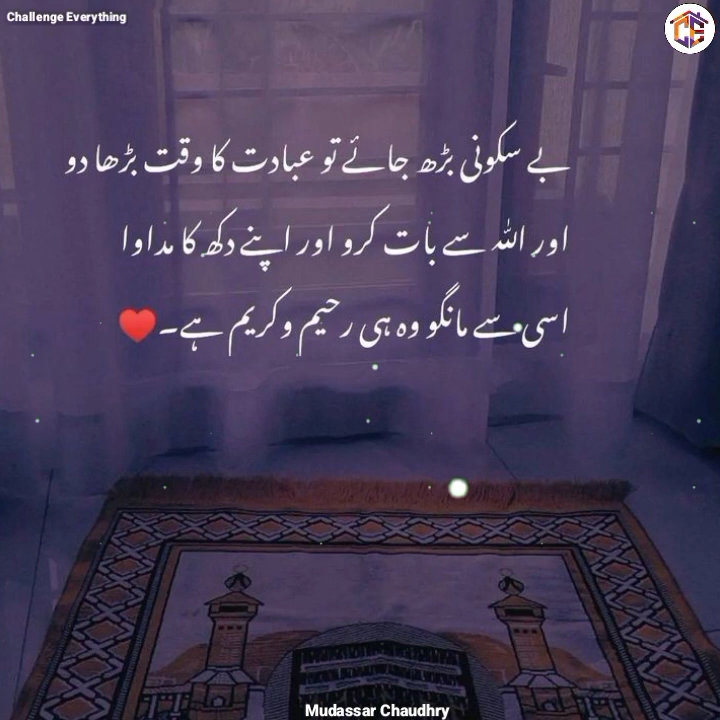 Challenge Everything
بے سکونی بڑھ جائے تو عبادت کا وقت بڑھا دو
اور اللہ سے بات کرو اور اپنے دکھ کا مداوا
اسی سے مانگو وہ ہی رحیم و کریم ہے۔❤️
Mudassar Chaudhry